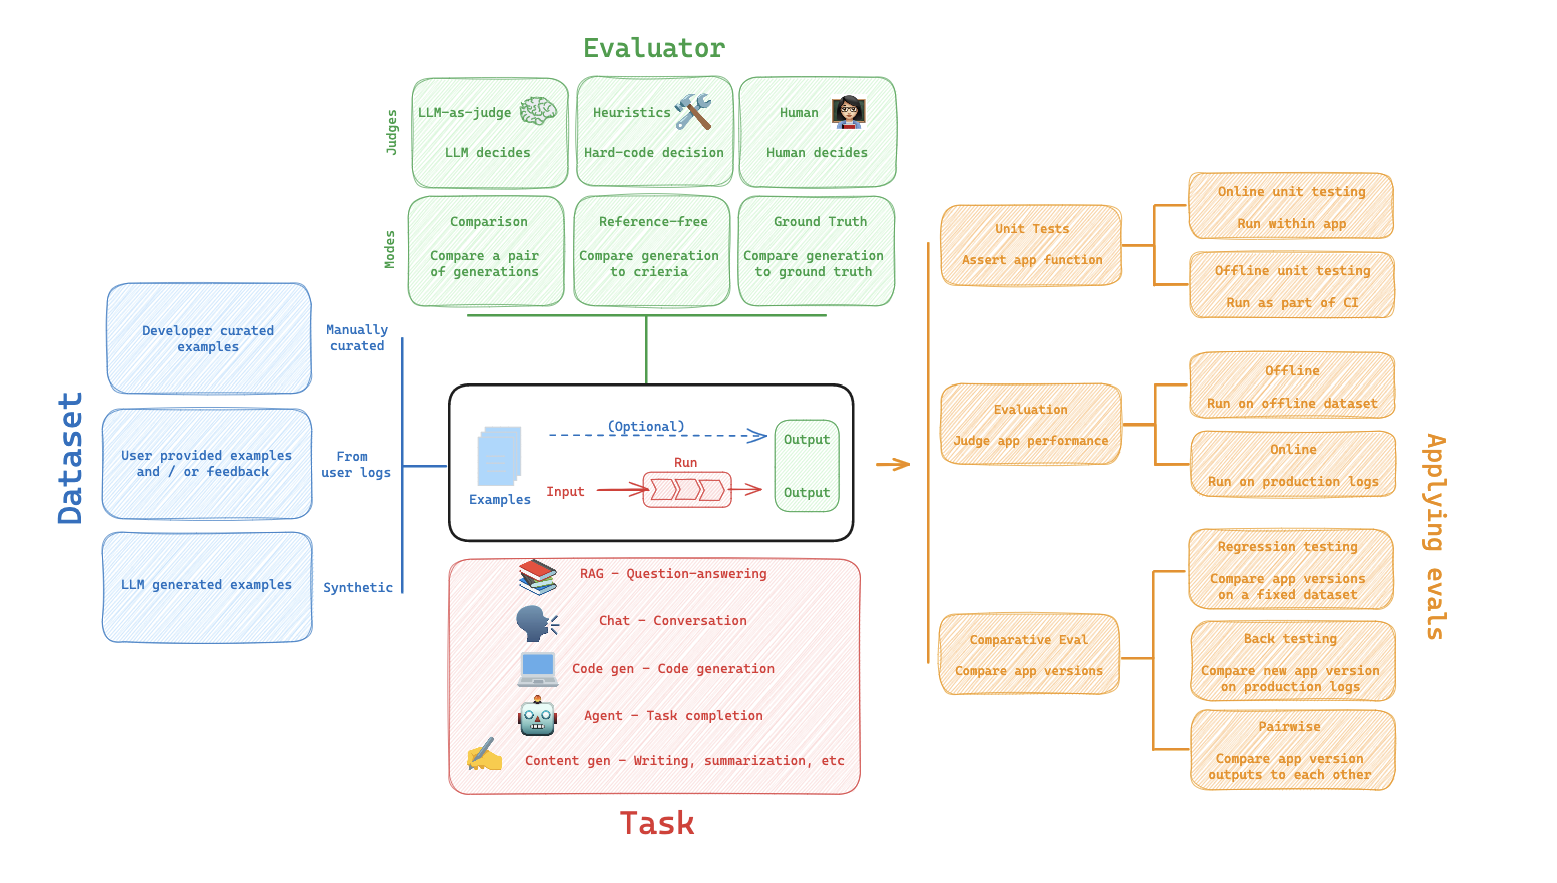 Evaluator
Judges
LLM-as-judge
LLM decides
Heuristics
Hard-code decision
Human
Human decides
Modes
Comparison
Compare a pair
of generations
Reference-free
Compare generation
to crieria
Ground Truth
Compare generation
to ground truth
Dataset
Developer curated
examples
Manually
curated
User provided examples
and / or feedback
From
user logs
LLM generated examples
Synthetic
Examples
(Optional)
Input
Run
Output
Output
RAG - Question-answering
Chat - Conversation
Code gen - Code generation
Agent - Task completion
Content gen - Writing, summarization, etc
Task
Applying evals
Unit Tests
Assert app function
Online unit testing
Run within app
Offline unit testing
Run as part of CI
Evaluation
Judge app performance
Offline
Run on offline dataset
Online
Run on production logs
Comparative Eval
Compare app versions
Regression testing
Compare app versions
on a fixed dataset
Back testing
Compare new app version
on production logs
Pairwise
Compare app version
outputs to each other